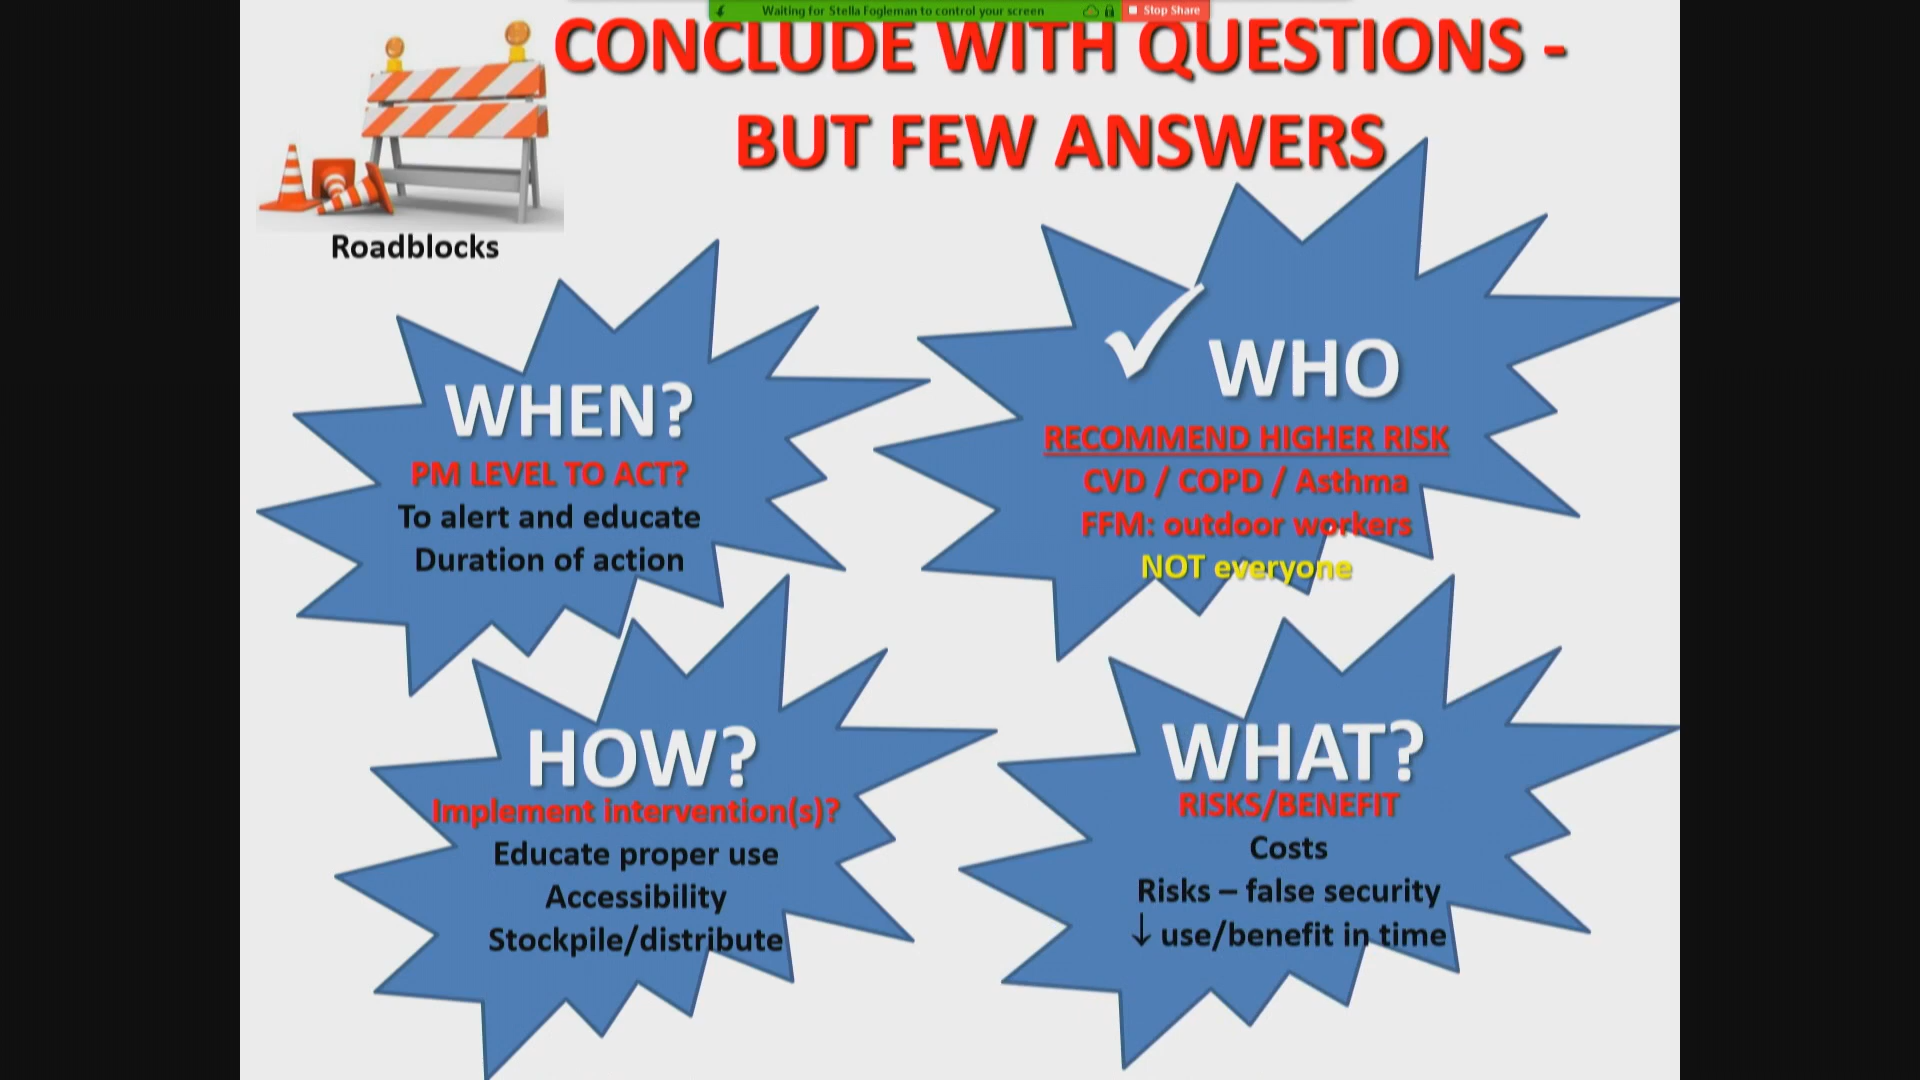 Waiting for Stella Fogleman to control your screen
Stop Share
CONCLUDE WITH QUESTIONS -
BUT FEW ANSWERS
Roadblocks
WHEN?
PM LEVEL TO ACT?
To alert and educate
Duration of action
WHO
RECOMMEND HIGHER RISK
CVD / COPD / Asthma
FFM: outdoor workers
NOT everyone
HOW?
Implement intervention(s)?
Educate proper use
Accessibility
Stockpile/distribute
WHAT?
RISKS/BENEFIT
Costs
Risks – false security
↓ use/benefit in time